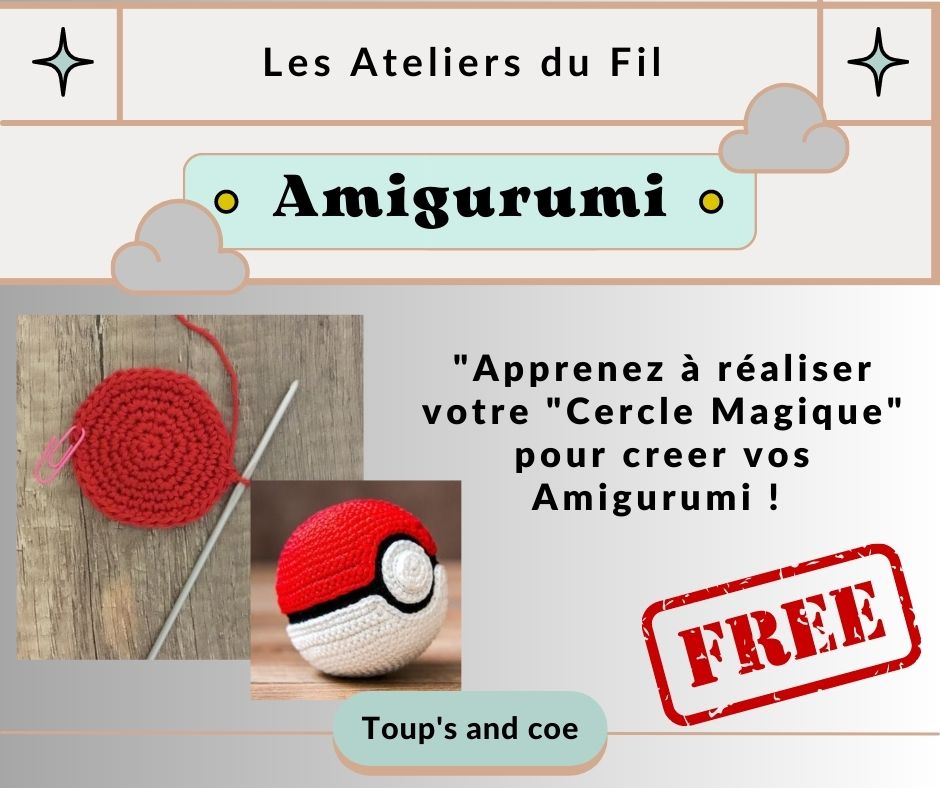 Les Ateliers du Fil
Amigurumi
"Apprenez à réaliser
votre "Cercle Magique"
pour creer vos
Amigurumi !
FREE
Toup's and coe